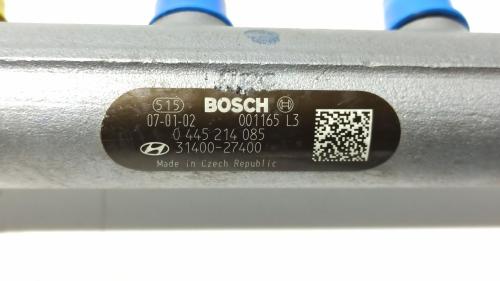 515 BOSCH
07-01-02 001165 L3
0 445 214 085
31400-27400
Made in Czech Republic